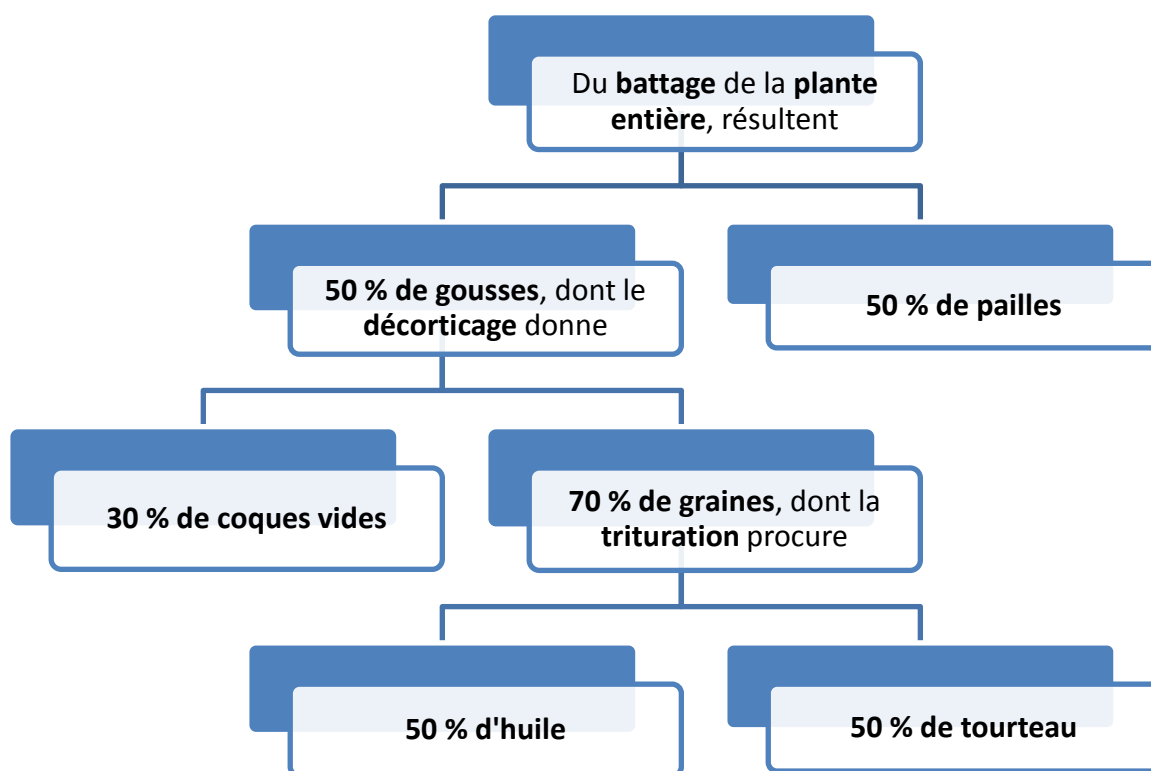 Du battage de la plante
entière, résultent
50 % de gousses, dont le
décorticage donne
50 % de pailles
30 % de coques vides
70 % de graines, dont la
trituration procure
50 % d'huile
50 % de tourteau